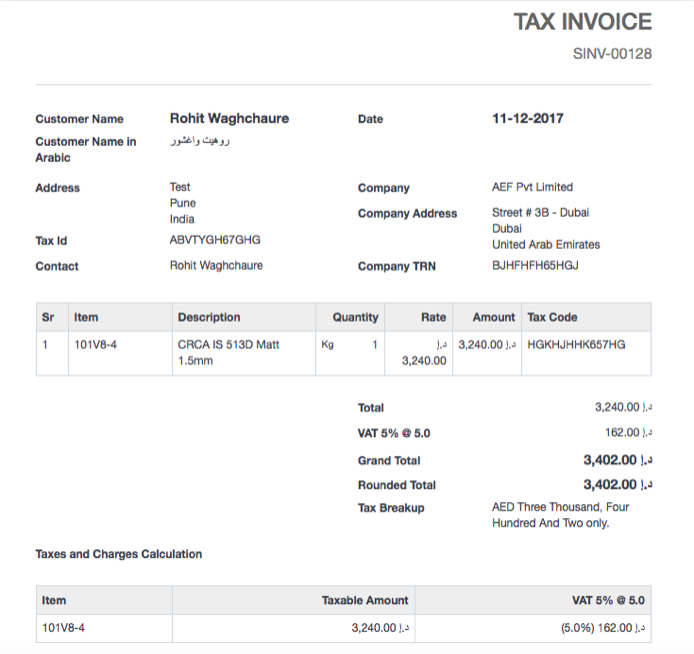 TAX INVOICE
SINV-00128
Customer Name Rohit Waghchaure Date 11-12-2017
Customer Name in Arabic روهيت واغشور
Address Test Company AEF Pvt Limited
Pune Company Address Street # 3B - Dubai
India Dubai
United Arab Emirates
Tax Id ABVTYGH67GHG
Contact Rohit Waghchaure Company TRN BJHFHFH65HGJ
Sr Item Description Quantity Rate Amount Tax Code
1 101V8-4 CRCA IS 513D Matt Kg 1 د.إ 3,240.00 د.إ HGKHJHHK657HG
1.5mm 3,240.00
Total 3,240.00 د.إ
VAT 5% @ 5.0 162.00 د.إ
Grand Total 3,402.00 د.إ
Rounded Total 3,402.00 د.إ
Tax Breakup AED Three Thousand, Four
Hundred And Two only.
Taxes and Charges Calculation
Item Taxable Amount VAT 5% @ 5.0
101V8-4 3,240.00 د.إ (5.0%) 162.00 د.إ